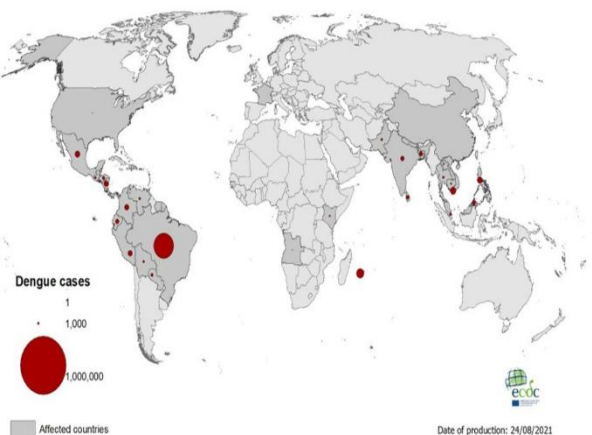 Dengue cases
1
1,000
1,000,000
Affected countries
ecdc
Date of production: 24/08/2021